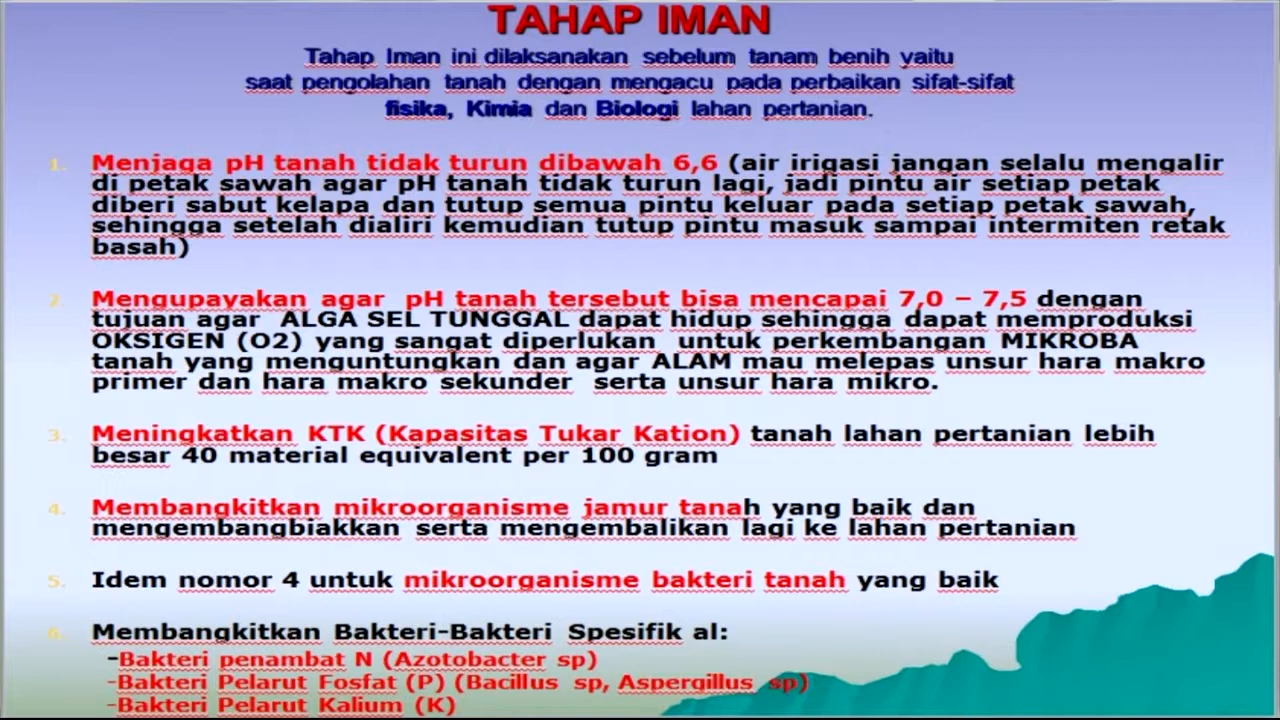 TAHAP IMAN
Tahap Iman ini dilaksanakan sebelum tanam benih yaitu
saat pengolahan tanah dengan mengacu pada perbaikan sifat-sifat
fisika, Kimia dan Biologi lahan pertanian.
1. Menjaga pH tanah tidak turun dibawah 6,6 (air irigasi jangan selalu mengalir
di petak sawah agar pH tanah tidak turun lagi, jadi pintu air setiap petak
diberi sabut kelapa dan tutup semua pintu keluar pada setiap petak sawah,
sehingga setelah dialiri kemudian tutup pintu masuk sampai intermiten retak
basah)
2. Mengupayakan agar pH tanah tersebut bisa mencapai 7,0 – 7,5 dengan
tujuan agar ALGA SEL TUNGGAL dapat hidup sehingga dapat memproduksi
OKSIGEN (O2) yang sangat diperlukan untuk perkembangan MIKROBA
tanah yang menguntungkan dan agar ALAM mau melepas unsur hara makro
primer dan hara makro sekunder serta unsur hara mikro.
3. Meningkatkan KTK (Kapasitas Tukar Kation) tanah lahan pertanian lebih
besar 40 material equivalent per 100 gram
4. Membangkitkan mikroorganisme jamur tanah yang baik dan
mengembangbiakkan serta mengembalikan lagi ke lahan pertanian
5. Idem nomor 4 untuk mikroorganisme bakteri tanah yang baik
6. Membangkitkan Bakteri-Bakteri Spesifik al:
-Bakteri penambat N (Azotobacter sp)
-Bakteri Pelarut Fosfat (P) (Bacillus sp, Aspergillus sp)
-Bakteri Pelarut Kalium (K)